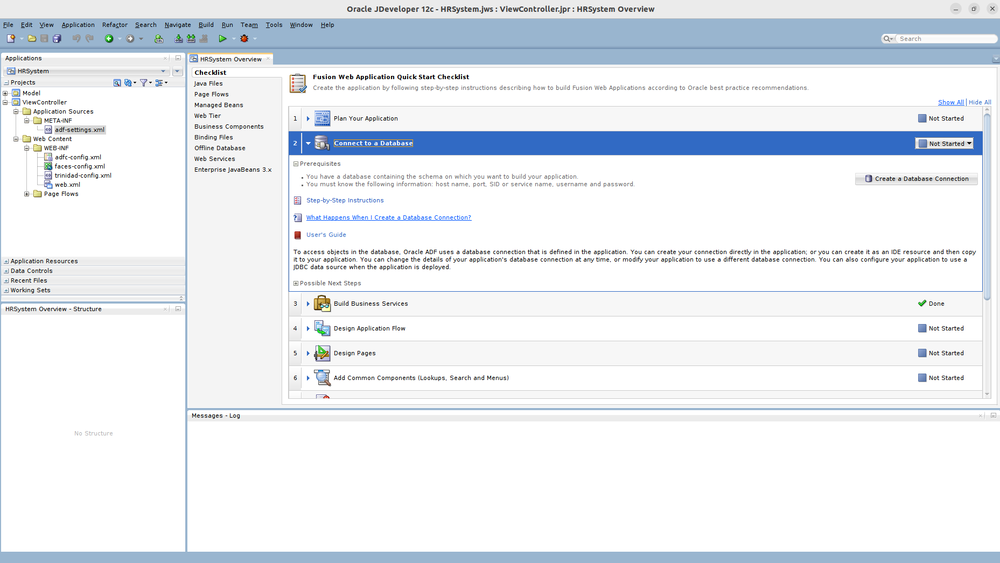 Oracle JDeveloper 12c - HRSystem.jws : ViewController.jpr : HRSystem Overview
File Edit View Application Refactor Search Navigate Build Run Team Tools Window Help
Search
Applications
HRSystem
Projects
Model
ViewController
Application Sources
META-INF
adf-settings.xml
Web Content
WEB-INF
adfc-config.xml
faces-config.xml
trinidad-config.xml
web.xml
Page Flows
Application Resources
Data Controls
Recent Files
Working Sets
HRSystem Overview - Structure
No Structure
HRSystem Overview
Checklist
Java Files
Page Flows
Managed Beans
Web Tier
Business Components
Binding Files
Offline Database
Web Services
Enterprise JavaBeans 3.x
Fusion Web Application Quick Start Checklist
Create the application by following step-by-step instructions describing how to build Fusion Web Applications according to Oracle best practice recommendations.
Show All Hide All
1 Plan Your Application Not Started
2 Connect to a Database Not Started
Prerequisites
• You have a database containing the schema on which you want to build your application.
• You must know the following information: host name, port, SID or service name, username and password.
Create a Database Connection
Step-by-Step Instructions
What Happens When I Create a Database Connection?
User's Guide
To access objects in the database, Oracle ADF uses a database connection that is defined in the application. You can create your connection directly in the application; or you can create it as an IDE resource and then copy
it to your application. You can change the details of your application's database connection at any time, or modify your application to use a different database connection. You can also configure your application to use a
JDBC data source when the application is deployed.
Possible Next Steps
3 Build Business Services Done
4 Design Application Flow Not Started
5 Design Pages Not Started
6 Add Common Components (Lookups, Search and Menus) Not Started
Messages - Log